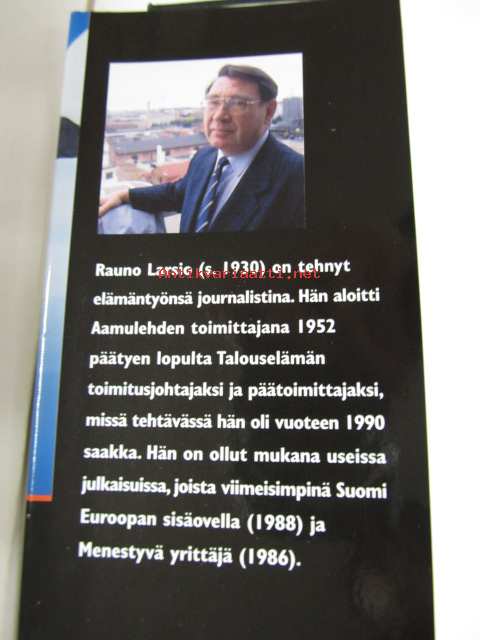 Rauno Larsio (s. 1930) on tehnyt
Antikvariaatti.net
elämäntyönsä journalistina. Hän aloitti
Aamulehden toimittajana 1952
päätyen lopulta Talouselämän
toimitusjohtajaksi ja päätoimittajaksi,
missä tehtävässä hän oli vuoteen 1990
saakka. Hän on ollut mukana useissa
julkaisuissa, joista viimeisimpinä Suomi
Euroopan sisäovella (1988) ja
Menestyvä yrittäjä (1986).